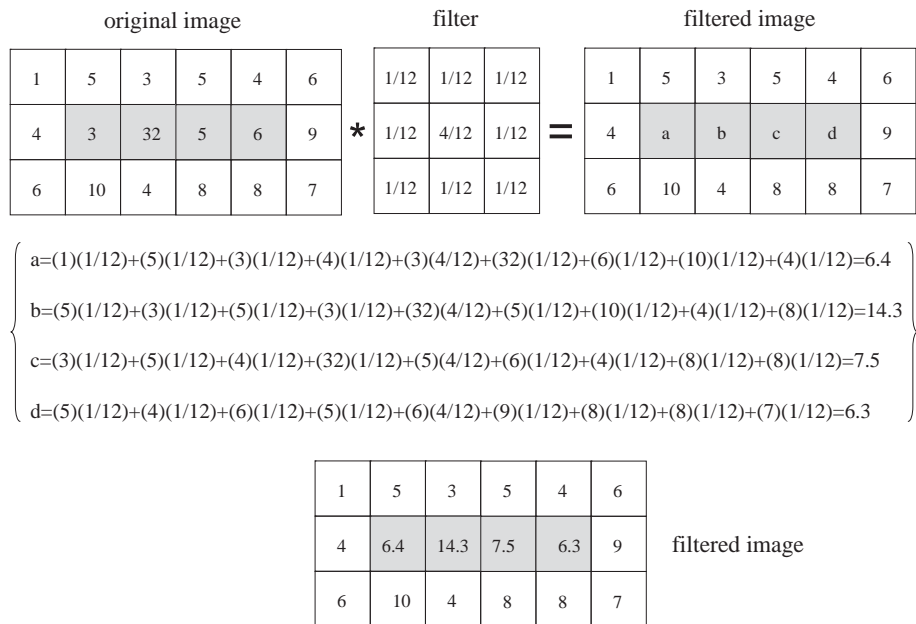 original image filter filtered image
1 5 3 5 4 6 1/12 1/12 1/12 1 5 3 5 4 6
4 3 32 5 6 9 * 1/12 4/12 1/12 = 4 a b c d 9
6 10 4 8 8 7 1/12 1/12 1/12 6 10 4 8 8 7
a=(1)(1/12)+(5)(1/12)+(3)(1/12)+(4)(1/12)+(3)(4/12)+(32)(1/12)+(6)(1/12)+(10)(1/12)+(4)(1/12)=6.4
b=(5)(1/12)+(3)(1/12)+(5)(1/12)+(3)(1/12)+(32)(4/12)+(5)(1/12)+(10)(1/12)+(4)(1/12)+(8)(1/12)=14.3
c=(3)(1/12)+(5)(1/12)+(4)(1/12)+(32)(1/12)+(5)(4/12)+(6)(1/12)+(4)(1/12)+(8)(1/12)+(8)(1/12)=7.5
d=(5)(1/12)+(4)(1/12)+(6)(1/12)+(5)(1/12)+(6)(4/12)+(9)(1/12)+(8)(1/12)+(8)(1/12)+(7)(1/12)=6.3
1 5 3 5 4 6
4 6.4 14.3 7.5 6.3 9 filtered image
6 10 4 8 8 7